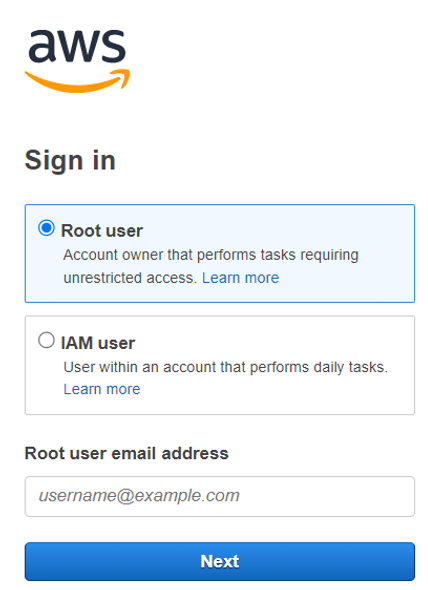 aws
Sign in
Root user
Account owner that performs tasks requiring
unrestricted access. Learn more
IAM user
User within an account that performs daily tasks.
Learn more
Root user email address
username@example.com
Next